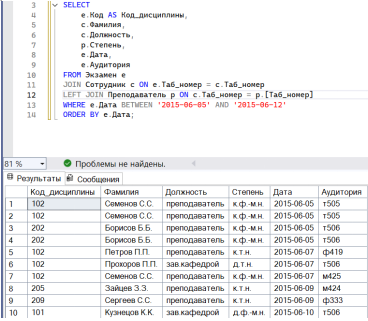 3 SELECT
4 е.Код AS Код_дисциплины,
5 с.Фамилия,
6 с.Должность,
7 р.Степень,
8 е.Дата,
9 е.Аудитория
10 FROM Экзамен е
11 JOIN Сотрудник с ON е.Таб_номер = с.Таб_номер
12 LEFT JOIN Преподаватель р ON с.Таб_номер = р.[Таб_номер]
13 WHERE е.Дата BETWEEN '2015-06-05' AND '2015-06-12'
14 ORDER BY е.Дата;
81 % Проблемы не найдены.
Результаты Сообщения
Код_дисциплины Фамилия Должность Степень Дата Аудитория
1 102 Семенов С.С. преподаватель к.ф.-м.н. 2015-06-05 т505
2 102 Семенов С.С. преподаватель к.ф.-м.н. 2015-06-05 т505
3 202 Борисов Б.Б. преподаватель к.ф.-м.н. 2015-06-05 т506
4 202 Борисов Б.Б. преподаватель к.ф.-м.н. 2015-06-05 т506
5 102 Петров П.П. преподаватель к.т.н. 2015-06-07 ф419
6 102 Прохоров П.П. зав.кафедрой д.т.н. 2015-06-07 т506
7 102 Семенов С.С. преподаватель к.ф.-м.н. 2015-06-07 м425
8 205 Зайцев З.З. преподаватель к.т.н. 2015-06-09 м424
9 209 Сергеев С.С. преподаватель к.т.н. 2015-06-09 ф333
10 101 Кузнецов К.К. зав.кафедрой д.ф.-м.н. 2015-06-10 т506